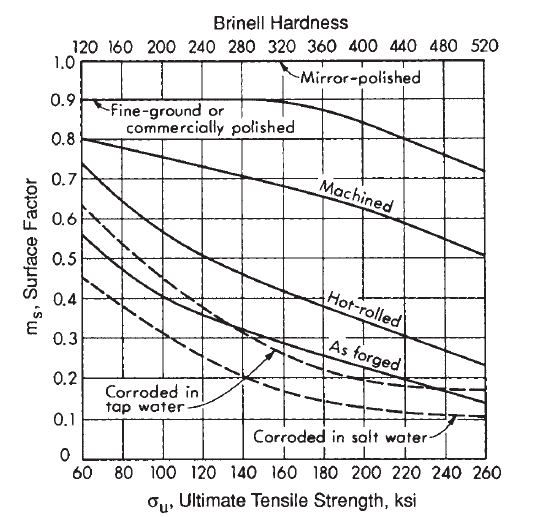 Brinell Hardness
120 160 200 240 280 320 360 400 440 480 520
1.0
Mirror-polished
0.9
Fine-ground or
commercially polished
0.8
0.7
Machined
0.6
0.5
0.4
Hot-rolled
0.3
As forged
0.2
Corroded in
tap water
0.1
Corroded in salt water
0
60 80 100 120 140 160 180 200 220 240 260
σu, Ultimate Tensile Strength, ksi
ms, Surface Factor